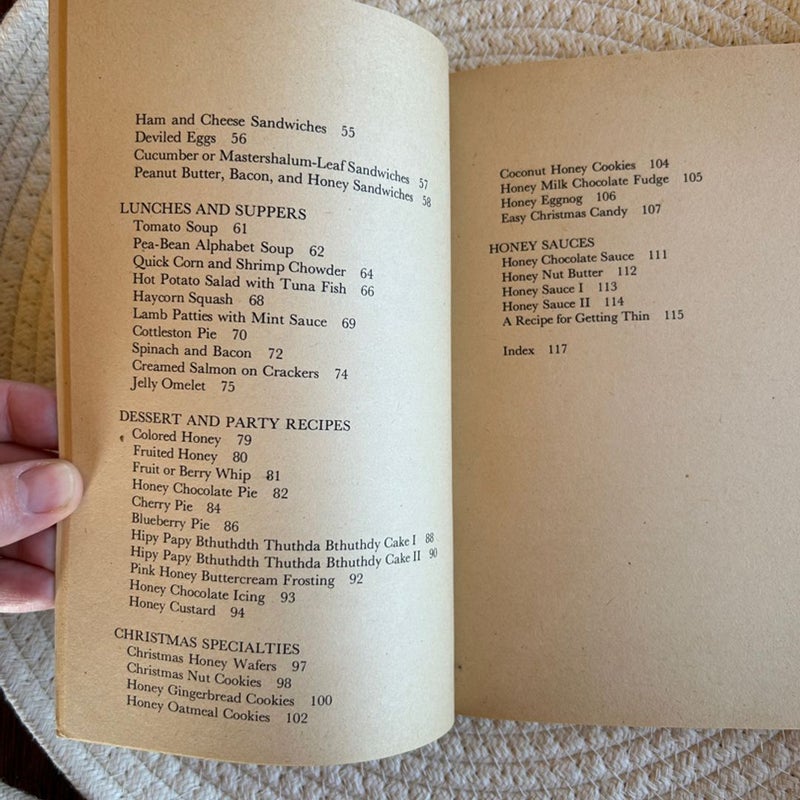 Ham and Cheese Sandwiches 55
Deviled Eggs 56
Cucumber or Mastershalum-Leaf Sandwiches 57
Peanut Butter, Bacon, and Honey Sandwiches 58
LUNCHES AND SUPPERS
Tomato Soup 61
Pea-Bean Alphabet Soup 62
Quick Corn and Shrimp Chowder 64
Hot Potato Salad with Tuna Fish 66
Haycorn Squash 68
Lamb Patties with Mint Sauce 69
Cottleston Pie 70
Spinach and Bacon 72
Creamed Salmon on Crackers 74
Jelly Omelet 75
DESSERT AND PARTY RECIPES
Colored Honey 79
Fruited Honey 80
Fruit or Berry Whip 81
Honey Chocolate Pie 82
Cherry Pie 84
Blueberry Pie 86
Hipy Papy Bthuthdth Thuthda Bthuthdy Cake I 88
Hipy Papy Bthuthdth Thuthda Bthuthdy Cake II 90
Pink Honey Buttercream Frosting 92
Honey Chocolate Icing 93
Honey Custard 94
CHRISTMAS SPECIALTIES
Christmas Honey Wafers 97
Christmas Nut Cookies 98
Honey Gingerbread Cookies 100
Honey Oatmeal Cookies 102
Coconut Honey Cookies 104
Honey Milk Chocolate Fudge 105
Honey Eggnog 106
Easy Christmas Candy 107
HONEY SAUCES
Honey Chocolate Sauce 111
Honey Nut Butter 112
Honey Sauce I 113
Honey Sauce II 114
A Recipe for Getting Thin 115
Index 117